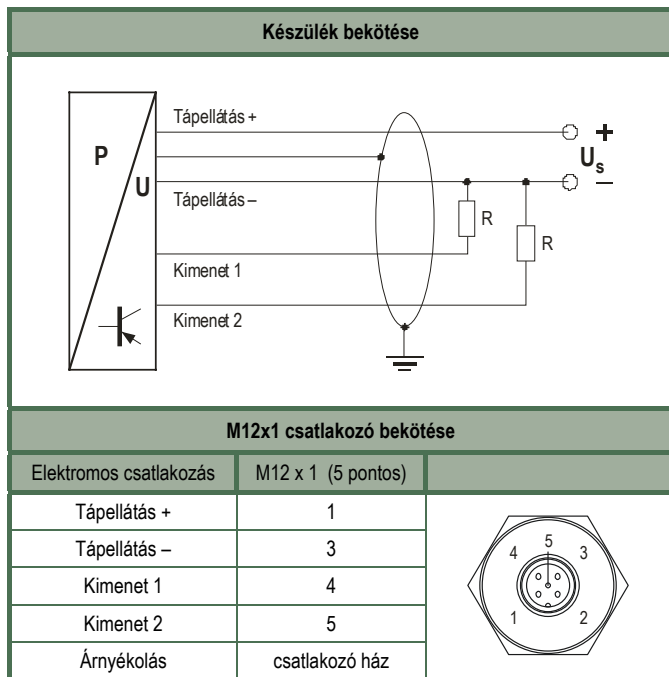 Készülék bekötése
Tápellátás +
P
U
Us
+
–
Tápellátás –
R
R
Kimenet 1
Kimenet 2
M12x1 csatlakozó bekötése
Elektromos csatlakozás M12 x 1 (5 pontos)
Tápellátás + 1
Tápellátás – 3
Kimenet 1 4
Kimenet 2 5
Árnyékolás csatlakozó ház
4 5 3
1 2